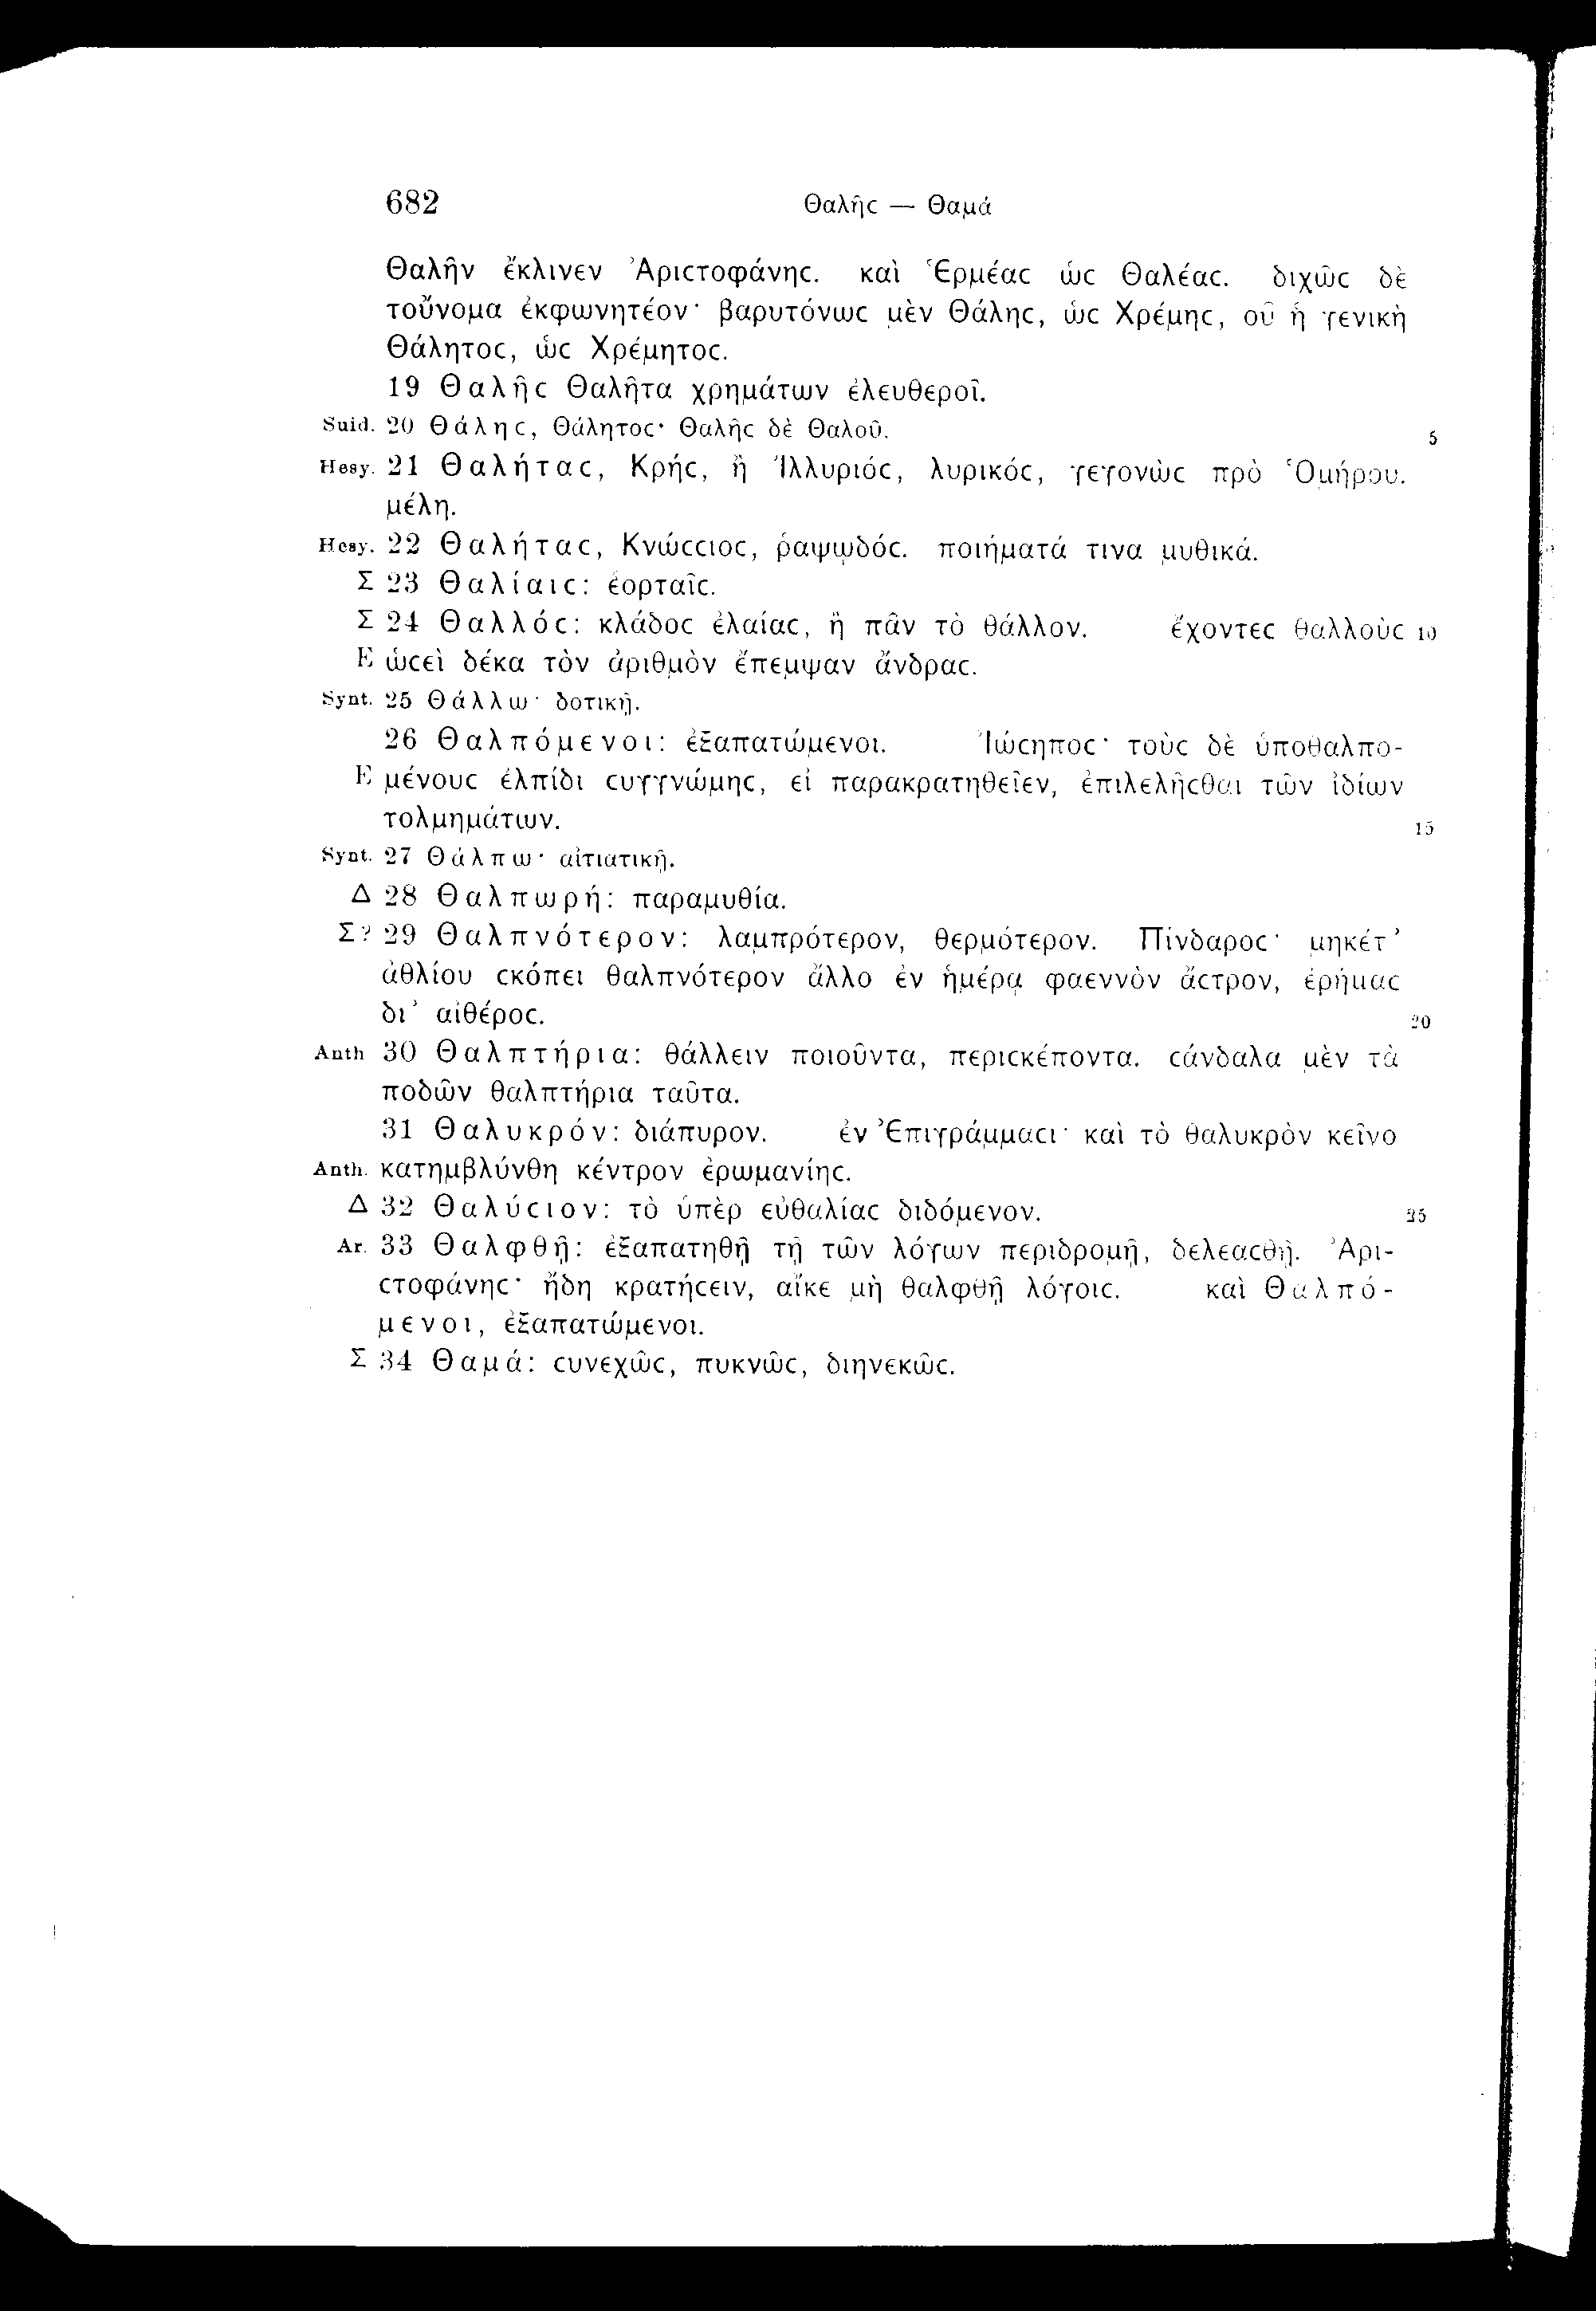 682 Θαλῆϲ — Θαμά
Θαλῆν ἔκλινεν Ἀριϲτοφάνηϲ. καὶ Ἑρμέαϲ ὡϲ Θαλέαϲ. διχῶϲ δὲ
τοὔνομα ἐκφωνητέον· βαρυτόνωϲ μὲν Θάληϲ, ὡϲ Χρέμηϲ, οὗ ἡ γενικὴ
Θάλητοϲ, ὡϲ Χρέμητοϲ.
19 Θαλῆϲ Θαλῆτα χρημάτων ἐλευθεροῖ.
Suid. 20 Θάληϲ, Θάλητοϲ· Θαλῆϲ δὲ Θαλοῦ. 5
Hesy. 21 Θαλήταϲ, Κρήϲ, ἢ Ἰλλυριόϲ, λυρικόϲ, γεγονὼϲ πρὸ Ὁμήρου.
μέλη.
Hesy. 22 Θαλήταϲ, Κνώϲϲιοϲ, ῥαψῳδόϲ. ποιήματά τινα μυθικά.
Σ 23 Θαλίαιϲ: ἑορταῖϲ.
Σ 24 Θαλλόϲ: κλάδοϲ ἐλαίαϲ, ἢ πᾶν τὸ θάλλον. ἔχοντεϲ θαλλοὺϲ 10
E ὡϲεὶ δέκα τὸν ἀριθμὸν ἔπεμψαν ἄνδραϲ.
Synt. 25 Θάλλω· δοτικῇ.
26 Θαλπόμενοι: ἐξαπατώμενοι. Ἰώϲηποϲ· τοὺϲ δὲ ὑποθαλπο-
E μένουϲ ἐλπίδι ϲυγγνώμηϲ, εἰ παρακρατηθεῖεν, ἐπιλελῆϲθαι τῶν ἰδίων
τολμημάτων. 15
Synt. 27 Θάλπω· αἰτιατικῇ.
Δ 28 Θαλπωρή: παραμυθία.
Σ? 29 Θαλπνότερον: λαμπρότερον, θερμότερον. Πίνδαροϲ· μηκέτ’
ἀθλίου ϲκόπει θαλπνότερον ἄλλο ἐν ἡμέρᾳ φαεννὸν ἄϲτρον, ἐρήμαϲ
δι’ αἰθέροϲ. 20
Anth 30 Θαλπτήρια: θάλλειν ποιοῦντα, περιϲκέποντα. ϲάνδαλα μὲν τὰ
ποδῶν θαλπτήρια ταῦτα.
31 Θαλυκρόν: διάπυρον. ἐν Ἐπιγράμμαϲι· καὶ τὸ θαλυκρὸν κεῖνο
Anth. κατημβλύνθη κέντρον ἐρωμανίηϲ.
Δ 32 Θαλύϲιον: τὸ ὑπὲρ εὐθαλίαϲ διδόμενον. 25
Ar. 33 Θαλφθῇ: ἐξαπατηθῇ τῇ τῶν λόγων περιδρομῇ, δελεαϲθῇ. Ἀρι-
ϲτοφάνηϲ· ἤδη κρατήϲειν, αἴκε μὴ θαλφθῇ λόγοιϲ. καὶ Θαλπό-
μενοι, ἐξαπατώμενοι.
Σ 34 Θαμά: ϲυνεχῶϲ, πυκνῶϲ, διηνεκῶϲ.